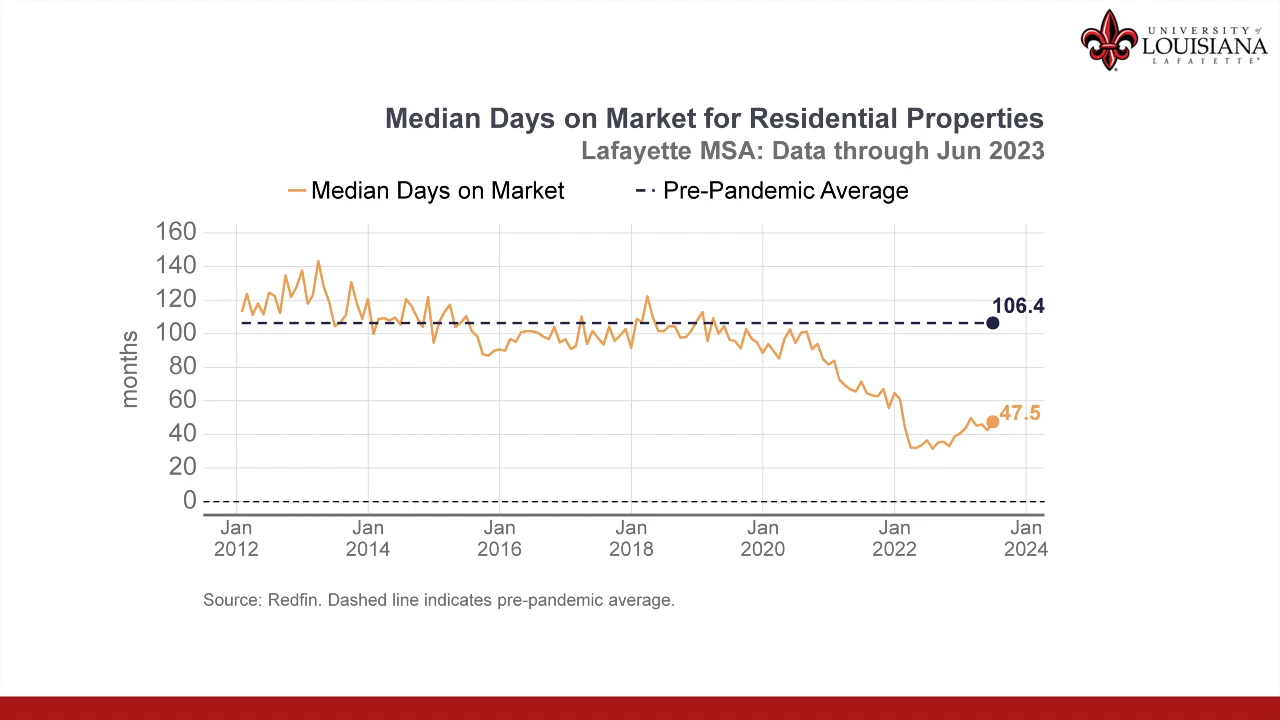 UNIVERSITY of
LOUISIANA
LAFAYETTE®
Median Days on Market for Residential Properties
Lafayette MSA: Data through Jun 2023
Median Days on Market
Pre-Pandemic Average
160
140
120
100
80
60
40
20
0
months
106.4
47.5
Jan 2012
Jan 2014
Jan 2016
Jan 2018
Jan 2020
Jan 2022
Jan 2024
Source: Redfin. Dashed line indicates pre-pandemic average.